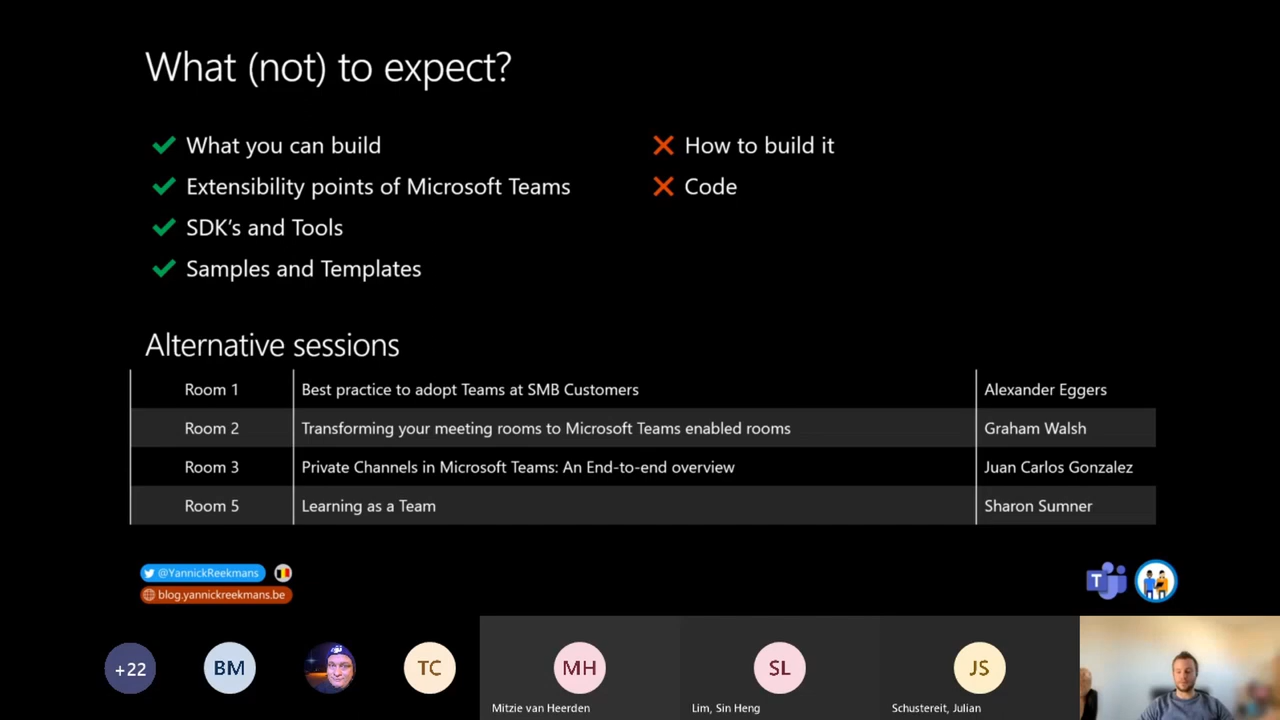 What (not) to expect?
What you can build
How to build it
Extensibility points of Microsoft Teams
Code
SDK's and Tools
Samples and Templates
Alternative sessions
Room 1 Best practice to adopt Teams at SMB Customers Alexander Eggers
Room 2 Transforming your meeting rooms to Microsoft Teams enabled rooms Graham Walsh
Room 3 Private Channels in Microsoft Teams: An End-to-end overview Juan Carlos Gonzalez
Room 5 Learning as a Team Sharon Sumner
@YannickReekmans
blog.yannickreekmans.be
T
+22
BM
TC
MH
SL
JS
Mitzie van Heerden
Lim, Sin Heng
Schustereit, Julian